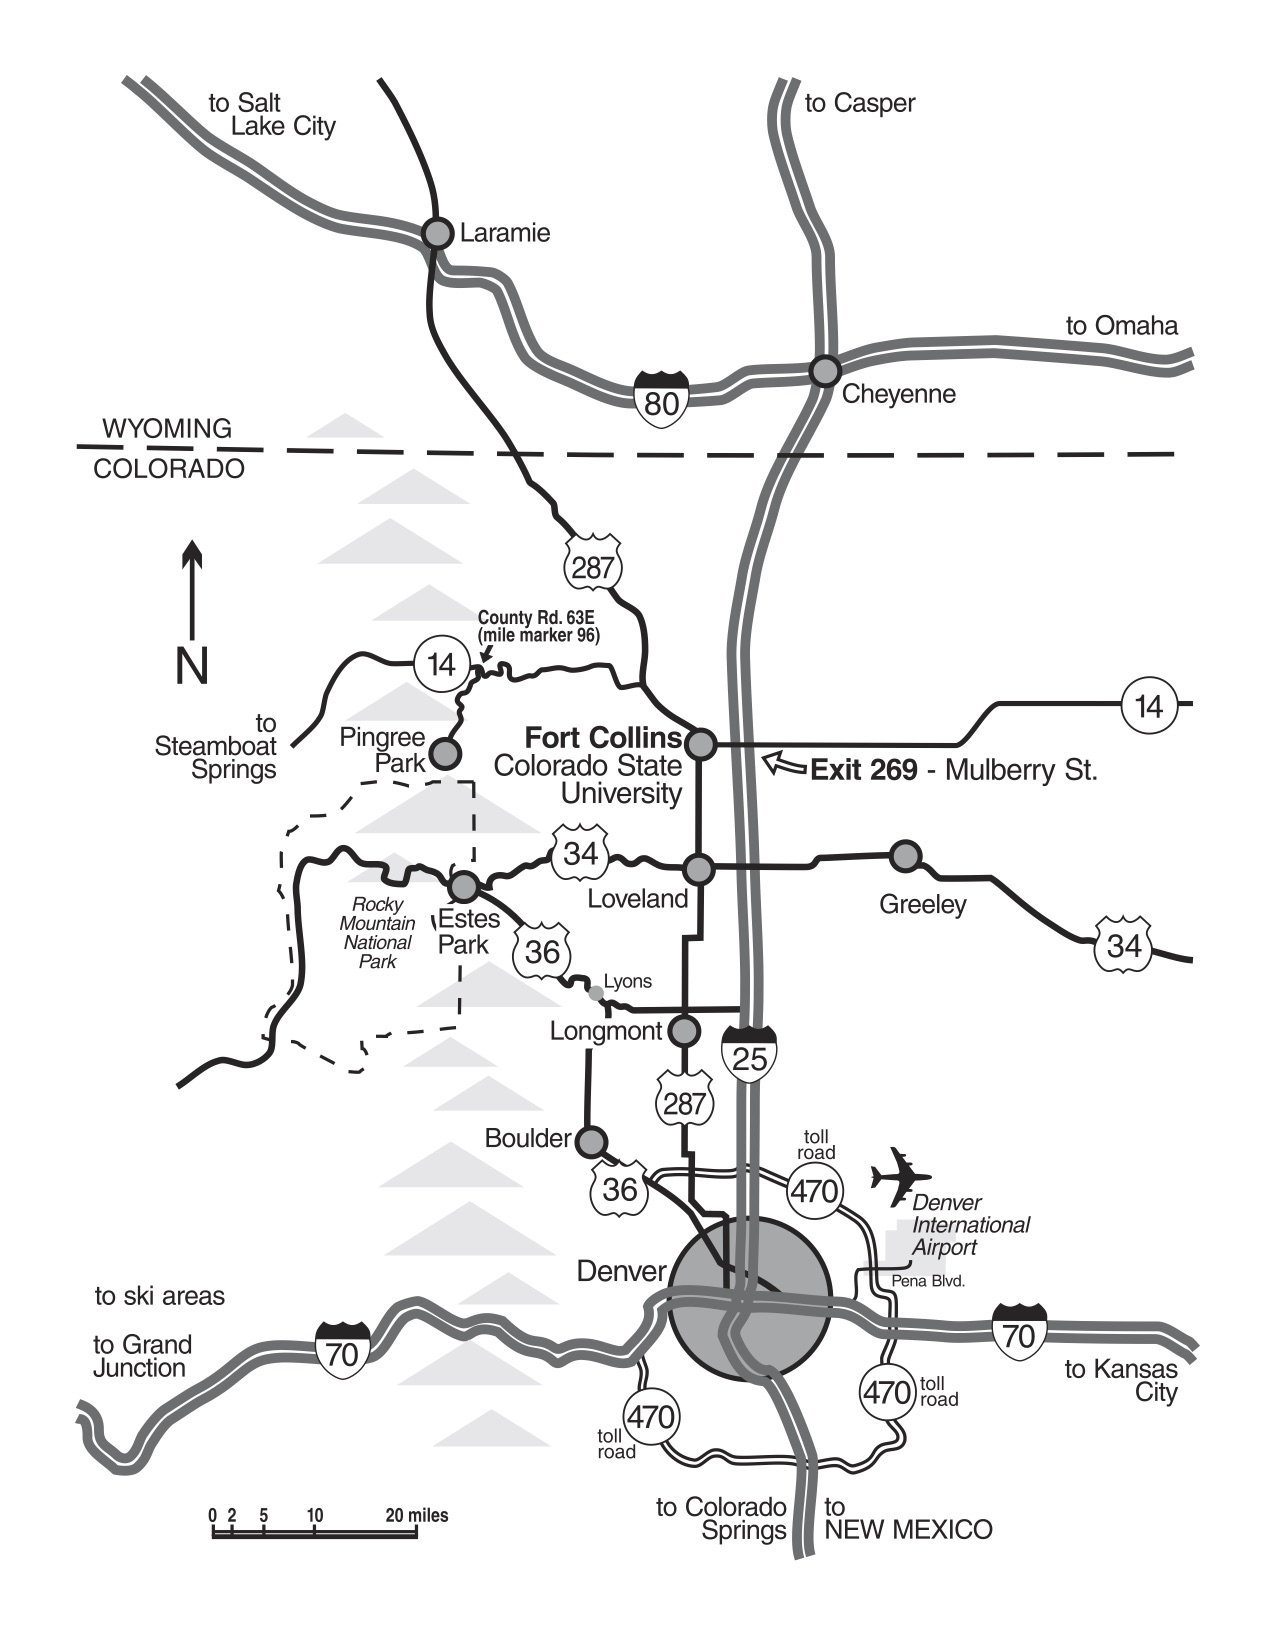 to Salt
Lake City
to Casper
Laramie
to Omaha
80
Cheyenne
WYOMING
COLORADO
287
N
County Rd. 63E
(mile marker 96)
14
14
to
Steamboat
Springs
Pingree
Park
Fort Collins
Colorado State
University
Exit 269 - Mulberry St.
34
Loveland
Greeley
Rocky
Mountain
National
Park
Estes
Park
36
34
Lyons
Longmont
25
287
Boulder
36
toll
road
470
Denver
International
Airport
Pena Blvd.
Denver
to ski areas
to Grand
Junction
70
70
to Kansas
City
470
toll
road
470
toll
road
to Colorado
Springs
to
NEW MEXICO
0 2 5 10 20 miles